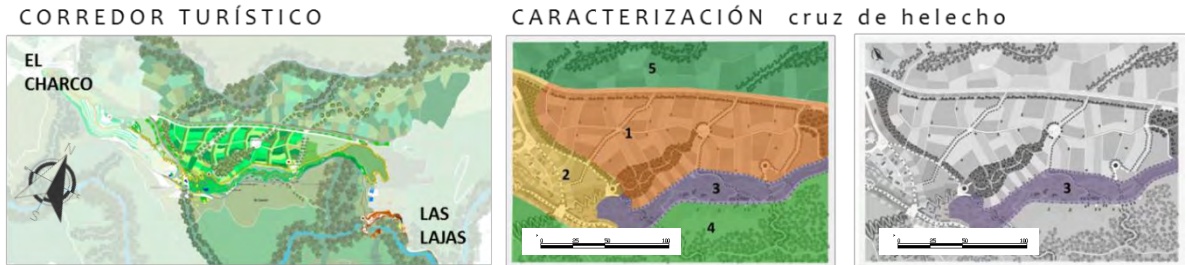 CORREDOR TURÍSTICO
CARACTERIZACIÓN cruz de helecho
EL
CHARCO
N
S
LAS
LAJAS
5
1
2
3
4
0 25 50 100
3
0 25 50 100